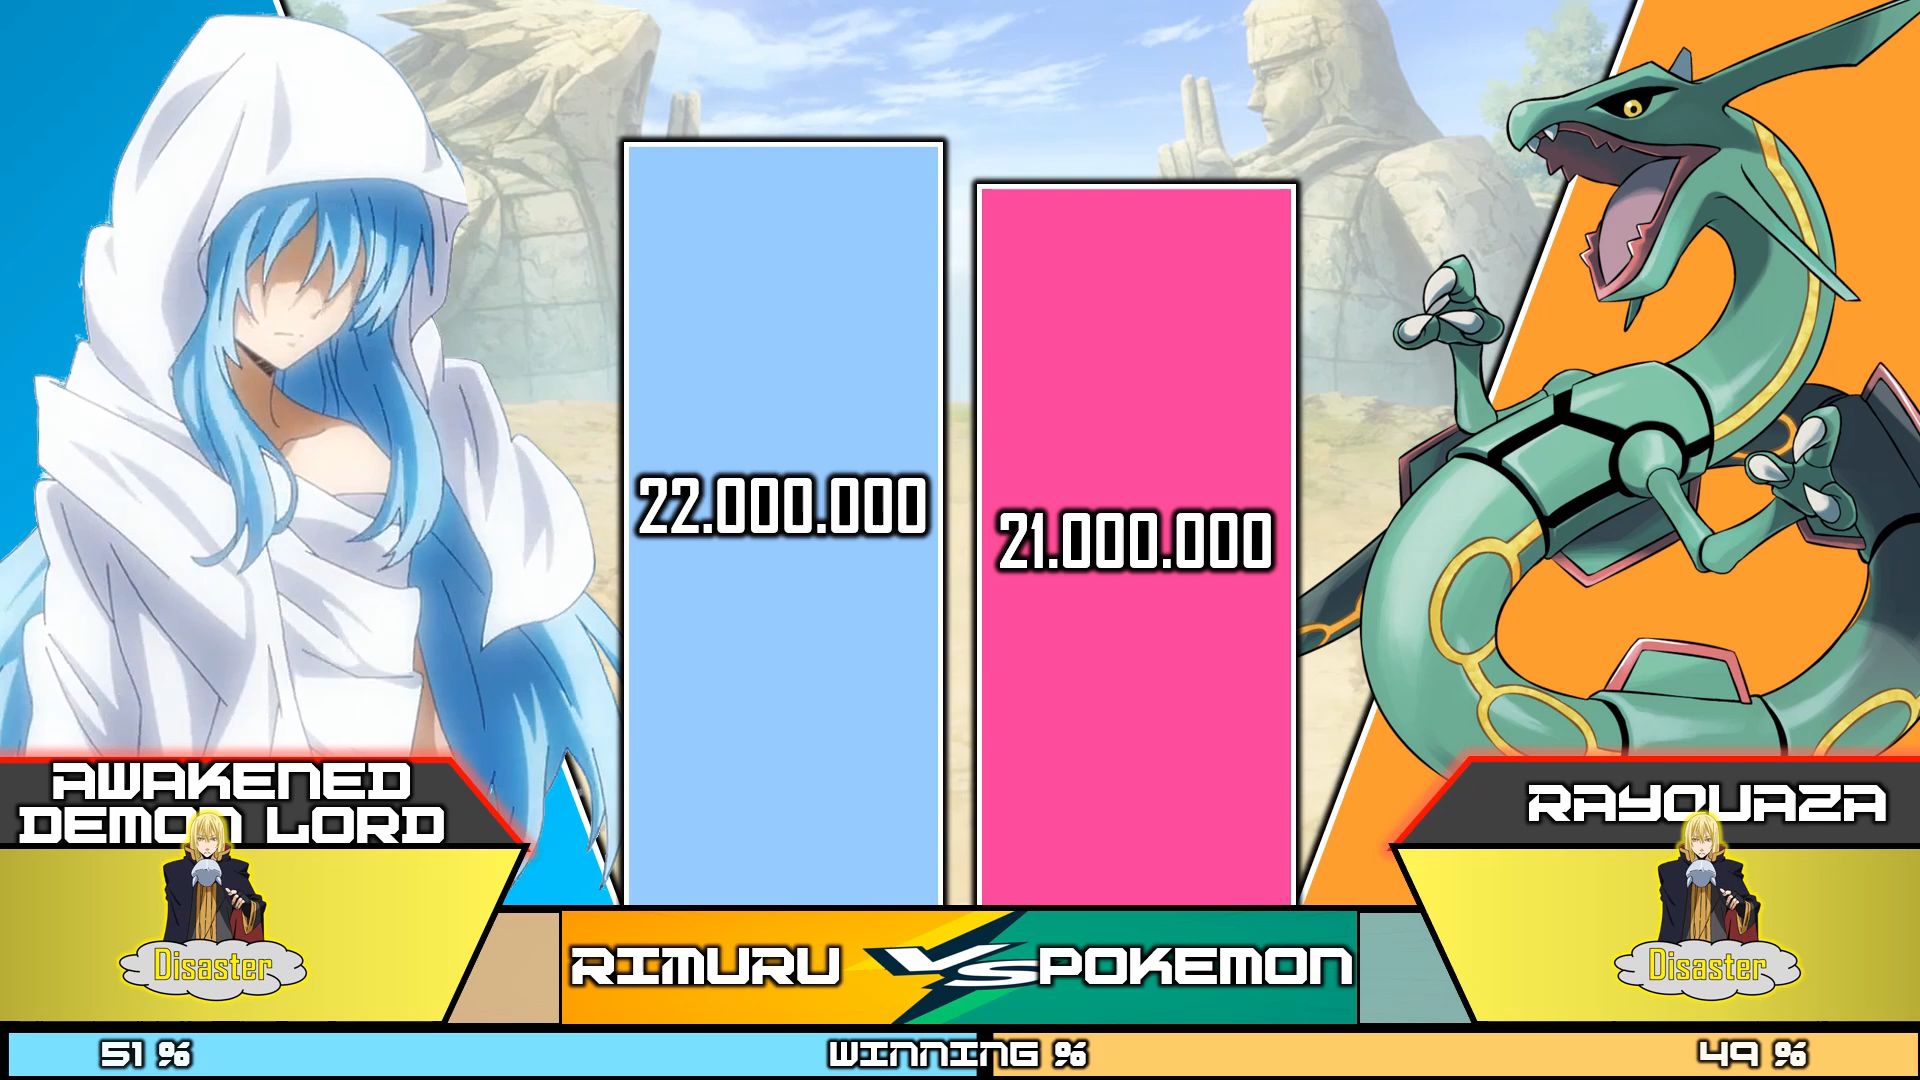 22.000.000
21.000.000
AWAKENED
DEMON LORD
RAYQUAZA
Disaster
Disaster
RIMURU VS POKEMON
51 %
WINNING %
49 %